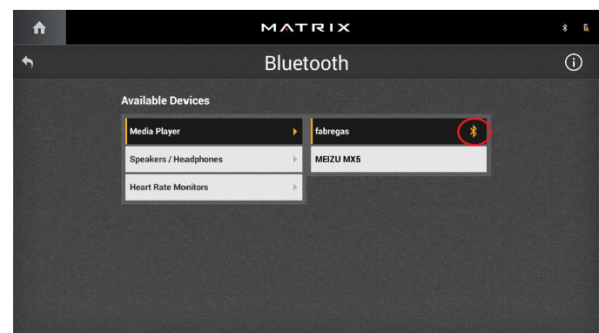 MATRIX
Bluetooth
Available Devices
Media Player
fabregas
Speakers / Headphones
MEIZU MX5
Heart Rate Monitors